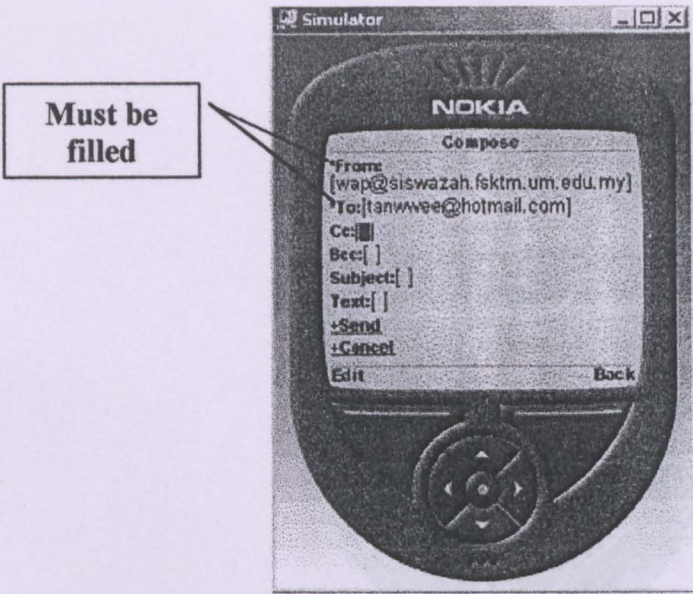 Simulator
Must be
filled
NOKIA
Compose
*From:
[wap@siswazah.fsktm.um.edu.my]
*To:[tanwwee@hotmail.com]
Cc:[ ]
Bcc:[ ]
Subject:[ ]
Text:[ ]
+Send
+Cancel
Edit Back